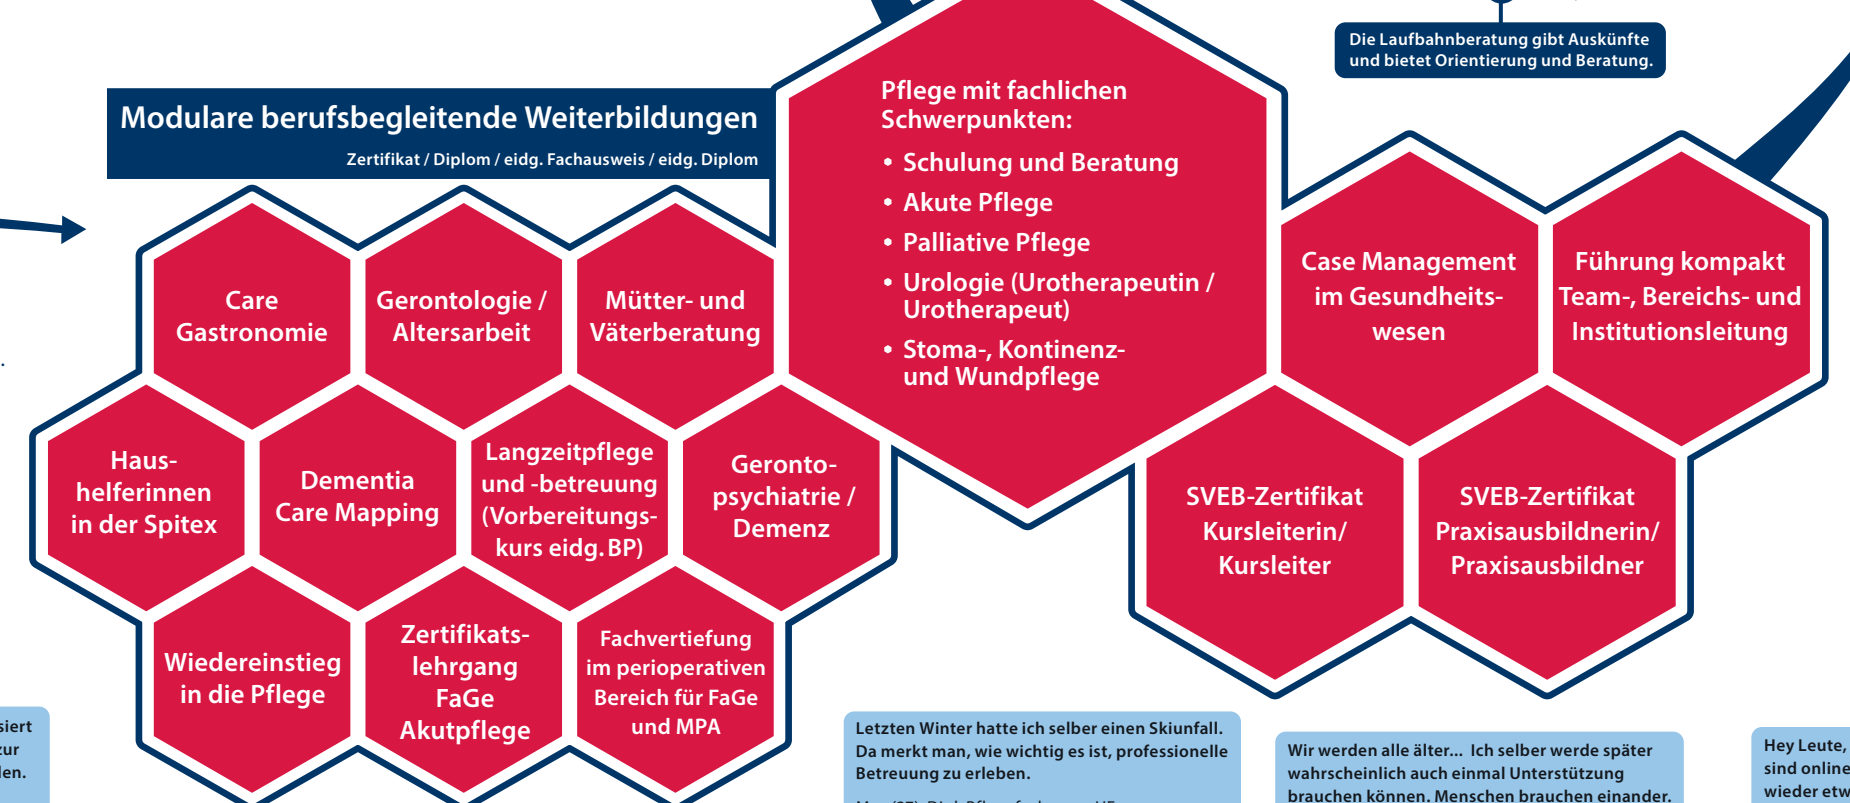 Die Laufbahnberatung gibt Auskünfte
und bietet Orientierung und Beratung.
Modulare berufsbegleitende Weiterbildungen
Zertifikat / Diplom / eidg. Fachausweis / eidg. Diplom
Pflege mit fachlichen
Schwerpunkten:
• Schulung und Beratung
• Akute Pflege
• Palliative Pflege
• Urologie (Urotherapeutin /
Urotherapeut)
• Stoma-, Kontinenz-
und Wundpflege
Care
Gastronomie
Gerontologie /
Altersarbeit
Mütter- und
Väterberatung
Case Management
im Gesundheits-
wesen
Führung kompakt
Team-, Bereichs- und
Institutionsleitung
Haus-
helferinnen
in der Spitex
Dementia
Care Mapping
Langzeitpflege
und -betreuung
(Vorbereitungs-
kurs eidg. BP)
Geronto-
psychiatrie /
Demenz
SVEB-Zertifikat
Kursleiterin/
Kursleiter
SVEB-Zertifikat
Praxisausbildnerin/
Praxisausbildner
Wiedereinstieg
in die Pflege
Zertifikats-
lehrgang
FaGe
Akutpflege
Fachvertiefung
im perioperativen
Bereich für FaGe
und MPA
Letzten Winter hatte ich selber einen Skiunfall.
Da merkt man, wie wichtig es ist, professionelle
Betreuung zu erleben.
Wir werden alle älter... Ich selber werde später
wahrscheinlich auch einmal Unterstützung
brauchen können. Menschen brauchen einander.
Hey Leute,
sind online
wieder